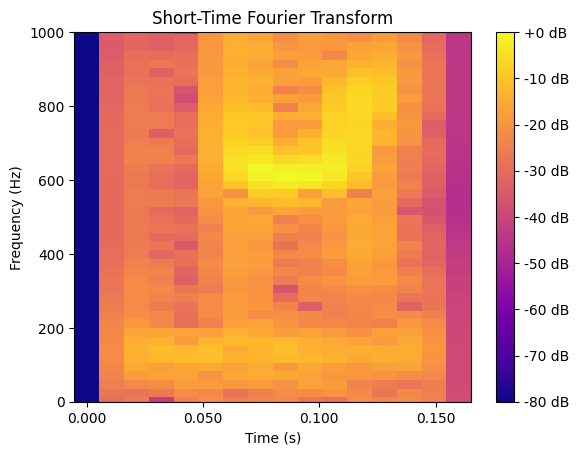 Short-Time Fourier Transform
1000
800
600
400
200
0
Frequency (Hz)
0.000
0.050
0.100
0.150
Time (s)
+0 dB
-10 dB
-20 dB
-30 dB
-40 dB
-50 dB
-60 dB
-70 dB
-80 dB